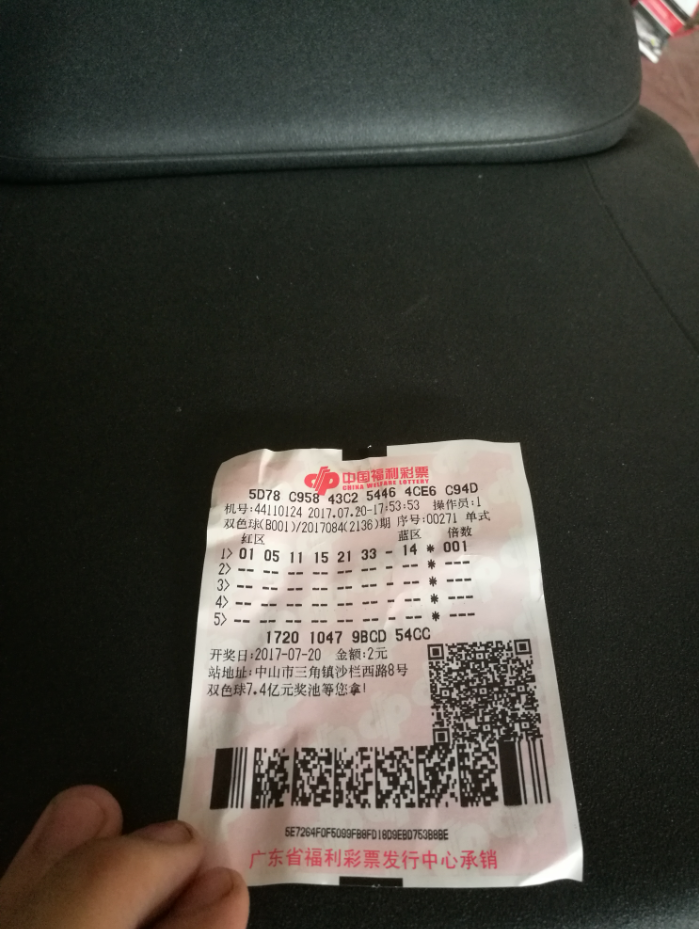 中国福利彩票
CHINA WELFARE LOTTERY
5D78 C958 43C2 5446 4CE6 C94D
机号:44110124 2017.07.20-17:53:53 操作员:1
双色球(B001)/2017084(2136)期 序号:00271 单式
红区 蓝区 倍数
1> 01 05 11 15 21 33 - 14 * 001
2> -- -- -- -- -- -- - -- * ---
3> -- -- -- -- -- -- - -- * ---
4> -- -- -- -- -- -- - -- * ---
5> -- -- -- -- -- -- - -- * ---
1720 1047 9BCD 54CC
开奖日:2017-07-20 金额:2元
站地址:中山市三角镇沙栏西路8号
双色球7.4亿元奖池等您拿!
5E7264F0F5099FB8FD18D9EBD753B8BE
广东省福利彩票发行中心承销